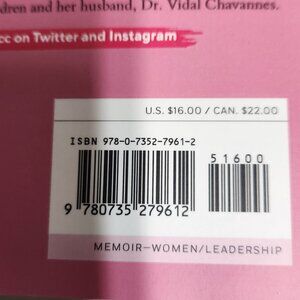 dren and her husband, Dr. Vidal Chavannes.
cc on Twitter and Instagram
U.S. $16.00 / CAN. $22.00
ISBN 978-0-7352-7961-2
51600
9 780735 279612
MEMOIR—WOMEN/LEADERSHIP